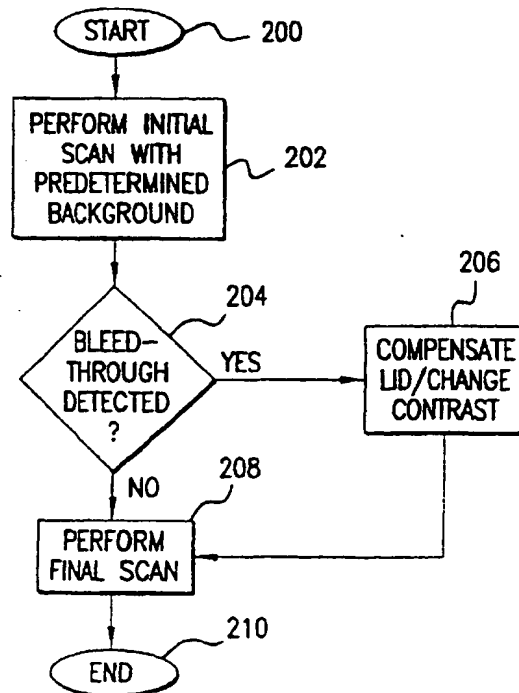 START
200
PERFORM INITIAL
SCAN WITH
PREDETERMINED
BACKGROUND
202
204
BLEED-
THROUGH
DETECTED
?
YES
206
COMPENSATE
LID/CHANGE
CONTRAST
NO
208
PERFORM
FINAL SCAN
210
END